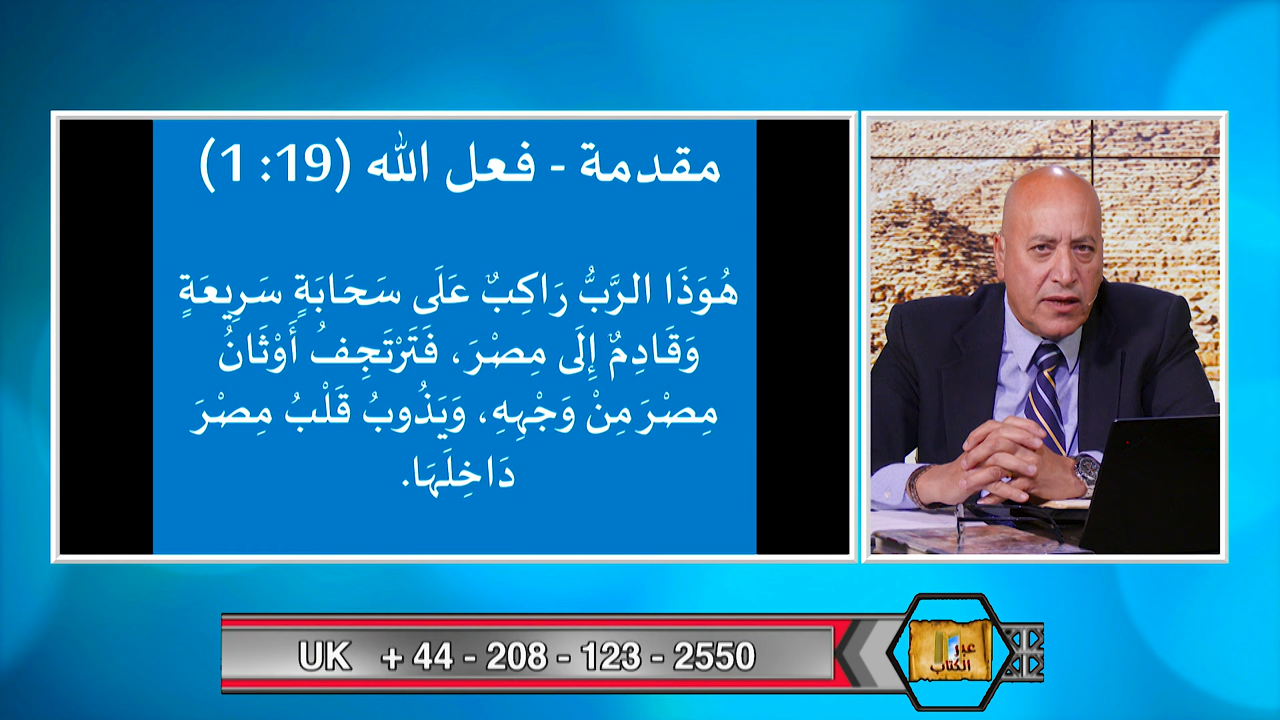 مقدمة - فعل الله (19: 1)
هُوَذَا الرَّبُّ رَاكِبٌ عَلَى سَحَابَةٍ سَرِيعَةٍ
وَقَادِمٌ إِلَى مِصْرَ، فَتَرْتَجِفُ أَوْثَانُ
مِصْرَ مِنْ وَجْهِهِ، وَيَذُوبُ قَلْبُ مِصْرَ
دَاخِلَهَا.
UK + 44 - 208 - 123 - 2550
عبر
الكتاب